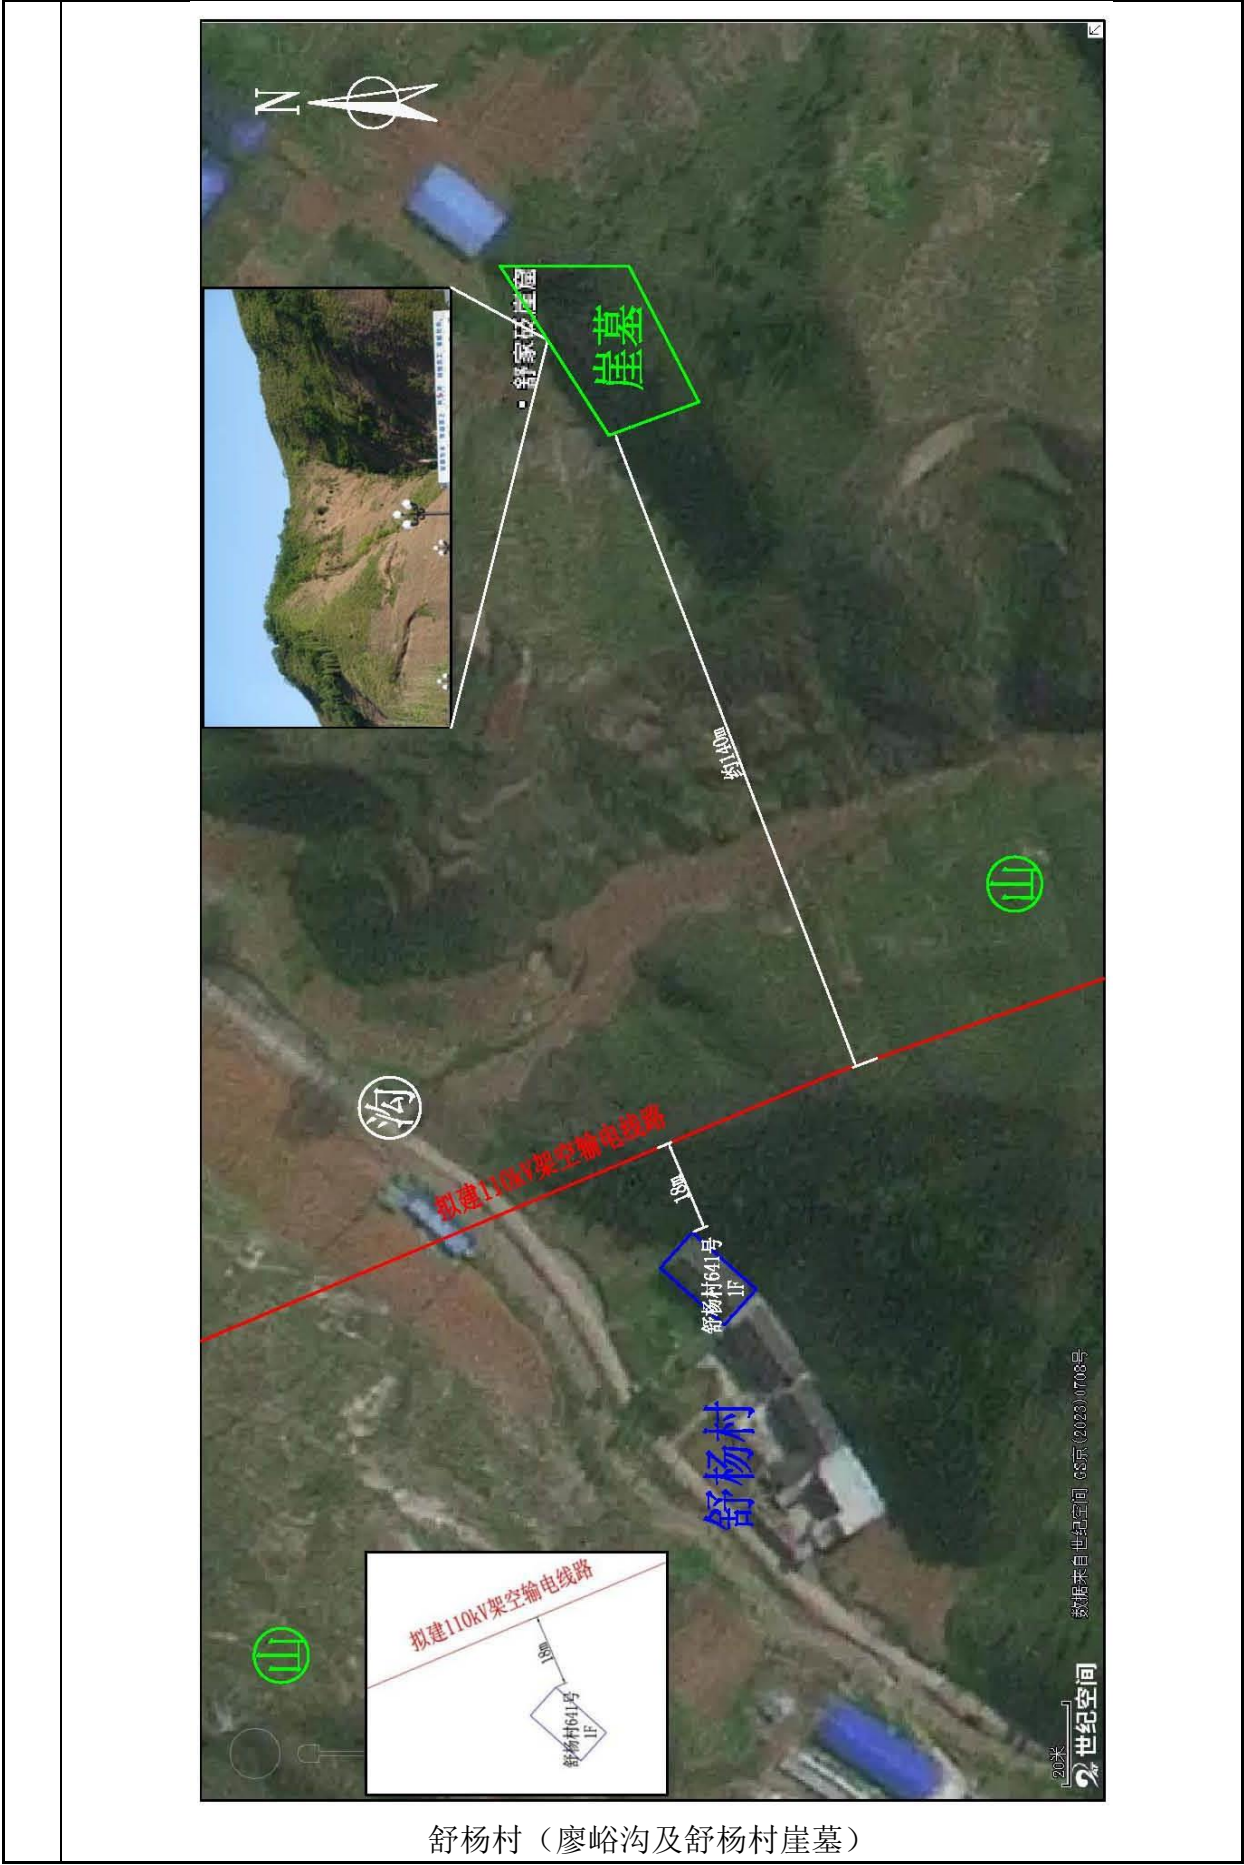 N
舒家砭崖窟
崖墓
约140m
山
沟
拟建110kV架空输电线路
18m
舒杨村641号
1F
舒杨村
山
拟建110kV架空输电线路
18m
舒杨村641号
1F
数据来自世纪空间 GS京(2023)0708号
20米
世纪空间
舒杨村（廖峪沟及舒杨村崖墓）